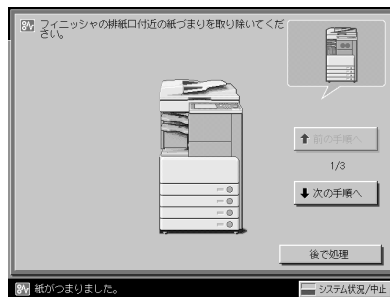 フィニッシャの排紙口付近の紙づまりを取り除いてくだ
さい。
前の手順へ
1/3
次の手順へ
後で処理
紙がつまりました。
システム状況/中止